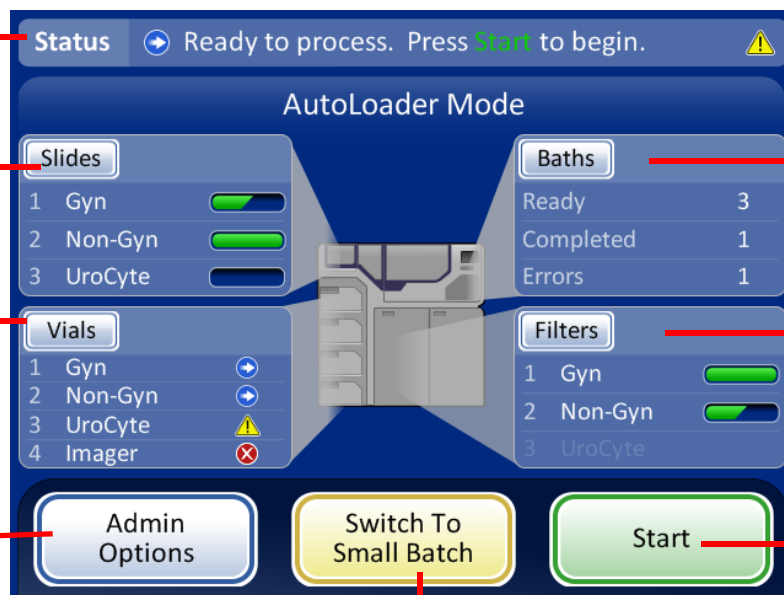 Status Ready to process. Press Start to begin.
AutoLoader Mode
Slides
1 Gyn
2 Non-Gyn
3 UroCyte
Baths
Ready 3
Completed 1
Errors 1
Vials
1 Gyn
2 Non-Gyn
3 UroCyte
4 Imager
Filters
1 Gyn
2 Non-Gyn
3 UroCyte
Admin
Options
Switch To
Small Batch
Start